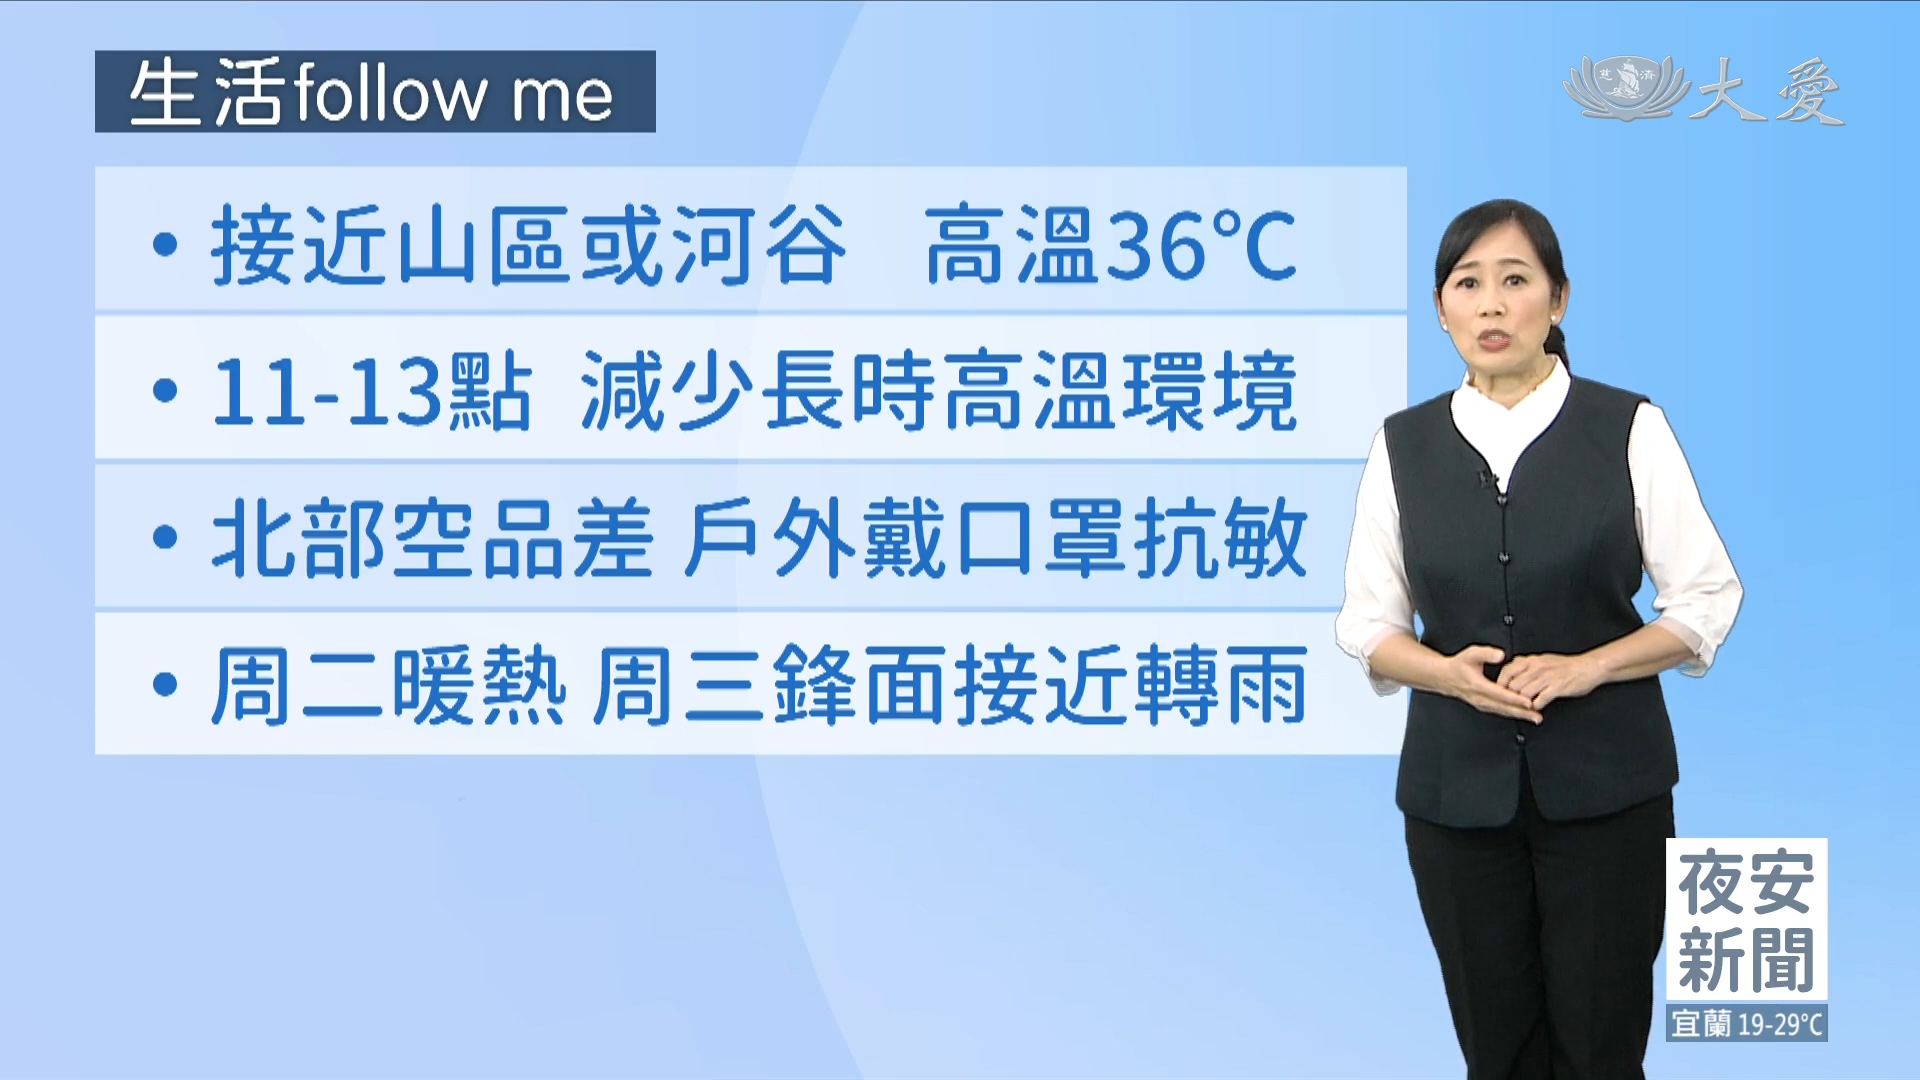 生活follow me
慈濟
大愛
接近山區或河谷 高溫36°C
11-13點 減少長時高溫環境
北部空品差 戶外戴口罩抗敏
周二暖熱 周三鋒面接近轉雨
夜安
新聞
宜蘭 19-29°C